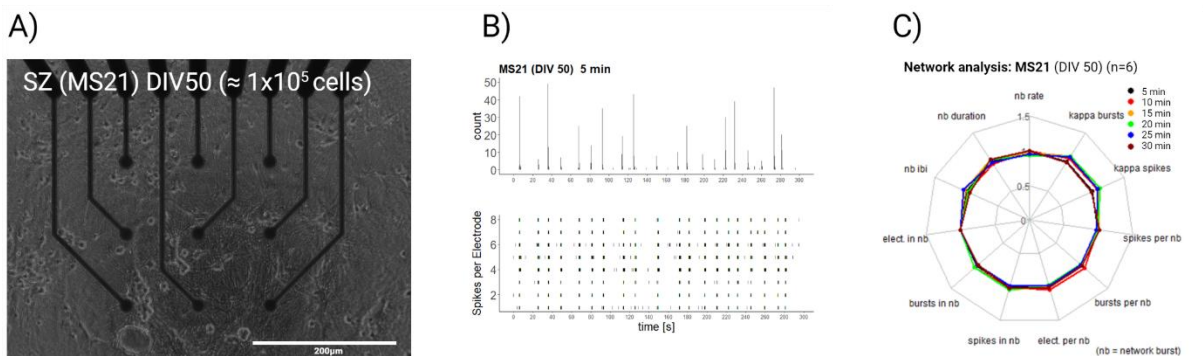 A)
SZ (MS21) DIV50 (≈ 1x10⁵ cells)
200µm
B)
MS21 (DIV 50) 5 min
count
50
40
30
20
10
0
0 20 40 60 80 100 120 140 160 180 200 220 240 260 280 300
Spikes per Electrode
8
6
4
2
0 20 40 60 80 100 120 140 160 180 200 220 240 260 280 300
time [s]
C)
Network analysis: MS21 (DIV 50) (n=6)
nb rate
kappa bursts
kappa spikes
spikes per nb
bursts per nb
elect. per nb
spikes in nb
bursts in nb
elect. in nb
nb ibi
nb duration
1.5
0.5
0
5 min
10 min
15 min
20 min
25 min
30 min
(nb = network burst)